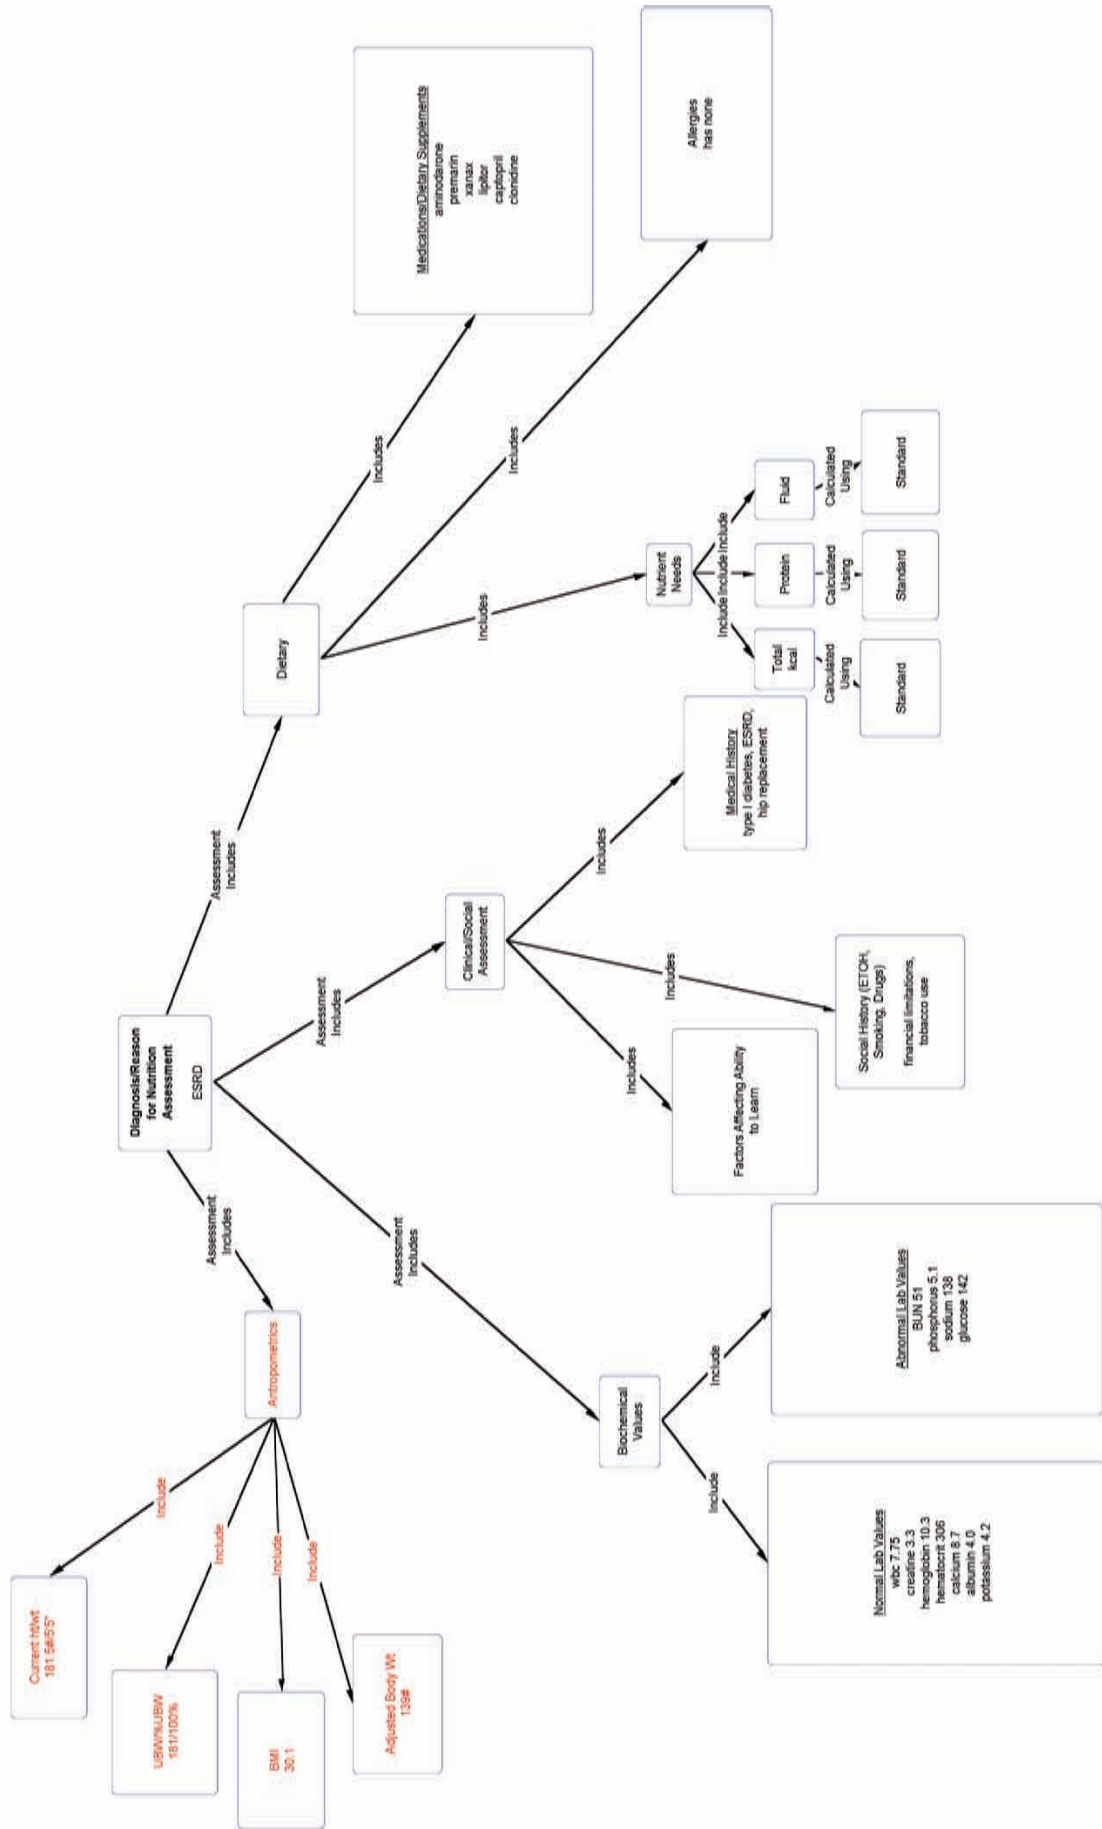 Diagnosis/Reason
for Nutrition
Assessment
ESRD
Assessment
Includes
Antropometrics
Include
Current ht/wt
181.5#/5'5"
Include
UBW/%UBW
181/100%
Include
BMI
30.1
Include
Adjusted Body Wt
139#
Assessment
Includes
Biochemical
Values
Include
Normal Lab Values
wbc 7.75
creatine 3.3
hemoglobin 10.3
hematocrit 306
calcium 8.7
albumin 4.0
potassium 4.2
Include
Abnormal Lab Values
BUN 51
phosphorus 5.1
sodium 138
glucose 142
Assessment
Includes
Clinical/Social
Assessment
Includes
Factors Affecting Ability
to Learn
Includes
Social History (ETOH,
Smoking, Drugs)
financial limitations,
tobacco use
Includes
Medical History
type I diabetes, ESRD,
hip replacement
Assessment
Includes
Dietary
Includes
Nutrient
Needs
Include
Include
Include
Total
kcal
Protein
Fluid
Calculated
Using
Calculated
Using
Calculated
Using
Standard
Standard
Standard
Includes
Medications/Dietary Supplements
aminodarone
premarin
xanax
lipitor
captopril
clonidine
Includes
Allergies
has none